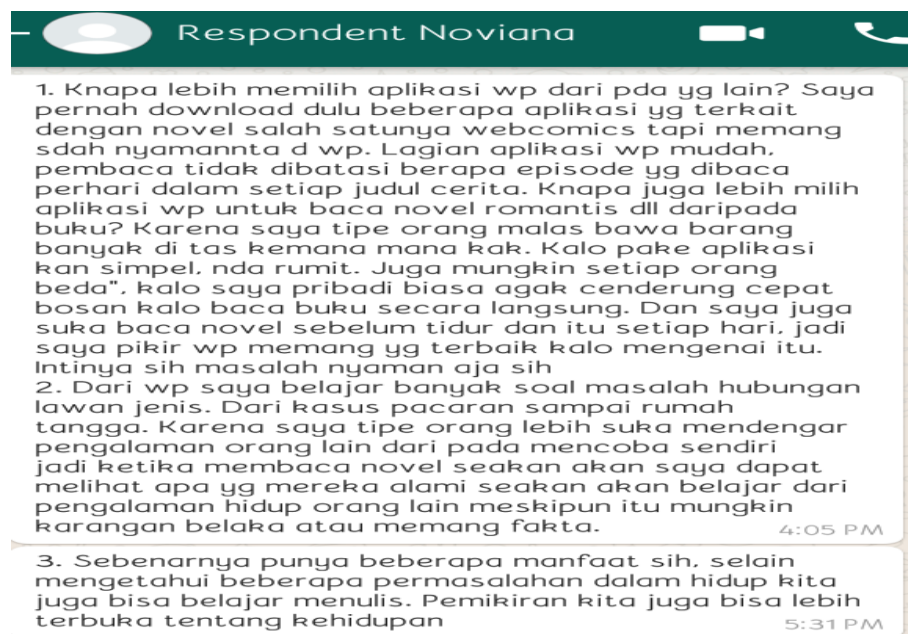 Respondent Noviana
1. Knapa lebih memilih aplikasi wp dari pda yg lain? Saya
pernah download dulu beberapa aplikasi yg terkait
dengan novel salah satunya webcomics tapi memang
sdah nyamannta d wp. Lagian aplikasi wp mudah,
pembaca tidak dibatasi berapa episode yg dibaca
perhari dalam setiap judul cerita. Knapa juga lebih milih
aplikasi wp untuk baca novel romantis dll daripada
buku? Karena saya tipe orang malas bawa barang
banyak di tas kemana mana kak. Kalo pake aplikasi
kan simpel, nda rumit. Juga mungkin setiap orang
beda", kalo saya pribadi biasa agak cenderung cepat
bosan kalo baca buku secara langsung. Dan saya juga
suka baca novel sebelum tidur dan itu setiap hari, jadi
saya pikir wp memang yg terbaik kalo mengenai itu.
Intinya sih masalah nyaman aja sih
2. Dari wp saya belajar banyak soal masalah hubungan
lawan jenis. Dari kasus pacaran sampai rumah
tangga. Karena saya tipe orang lebih suka mendengar
pengalaman orang lain dari pada mencoba sendiri
jadi ketika membaca novel seakan akan saya dapat
melihat apa yg mereka alami seakan akan belajar dari
pengalaman hidup orang lain meskipun itu mungkin
karangan belaka atau memang fakta.
4:05 PM
3. Sebenarnya punya beberapa manfaat sih, selain
mengetahui beberapa permasalahan dalam hidup kita
juga bisa belajar menulis. Pemikiran kita juga bisa lebih
terbuka tentang kehidupan
5:31 PM